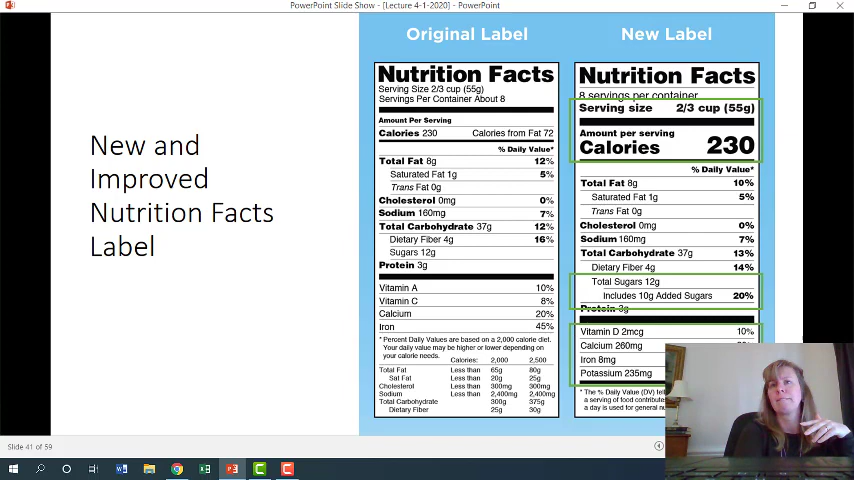 PowerPoint Slide Show - [Lecture 4-1-2020] - PowerPoint
New and
Improved
Nutrition Facts
Label
Original Label
Nutrition Facts
Serving Size 2/3 cup (55g)
Servings Per Container About 8
Amount Per Serving
Calories 230 Calories from Fat 72
% Daily Value*
Total Fat 8g 12%
Saturated Fat 1g 5%
Trans Fat 0g
Cholesterol 0mg 0%
Sodium 160mg 7%
Total Carbohydrate 37g 12%
Dietary Fiber 4g 16%
Sugars 12g
Protein 3g
Vitamin A 10%
Vitamin C 8%
Calcium 20%
Iron 45%
* Percent Daily Values are based on a 2,000 calorie diet.
Your daily value may be higher or lower depending on
your calorie needs.
Calories: 2,000 2,500
Total Fat Less than 65g 80g
Sat Fat Less than 20g 25g
Cholesterol Less than 300mg 300mg
Sodium Less than 2,400mg 2,400mg
Total Carbohydrate 300g 375g
Dietary Fiber 25g 30g
New Label
Nutrition Facts
8 servings per container
Serving size 2/3 cup (55g)
Amount per serving
Calories 230
% Daily Value*
Total Fat 8g 10%
Saturated Fat 1g 5%
Trans Fat 0g
Cholesterol 0mg 0%
Sodium 160mg 7%
Total Carbohydrate 37g 13%
Dietary Fiber 4g 14%
Total Sugars 12g
Includes 10g Added Sugars 20%
Protein 3g
Vitamin D 2mcg 10%
Calcium 260mg
Iron 8mg
Potassium 235mg
* The % Daily Value (DV) tell
a serving of food contributes
a day is used for general nu
Slide 41 of 59